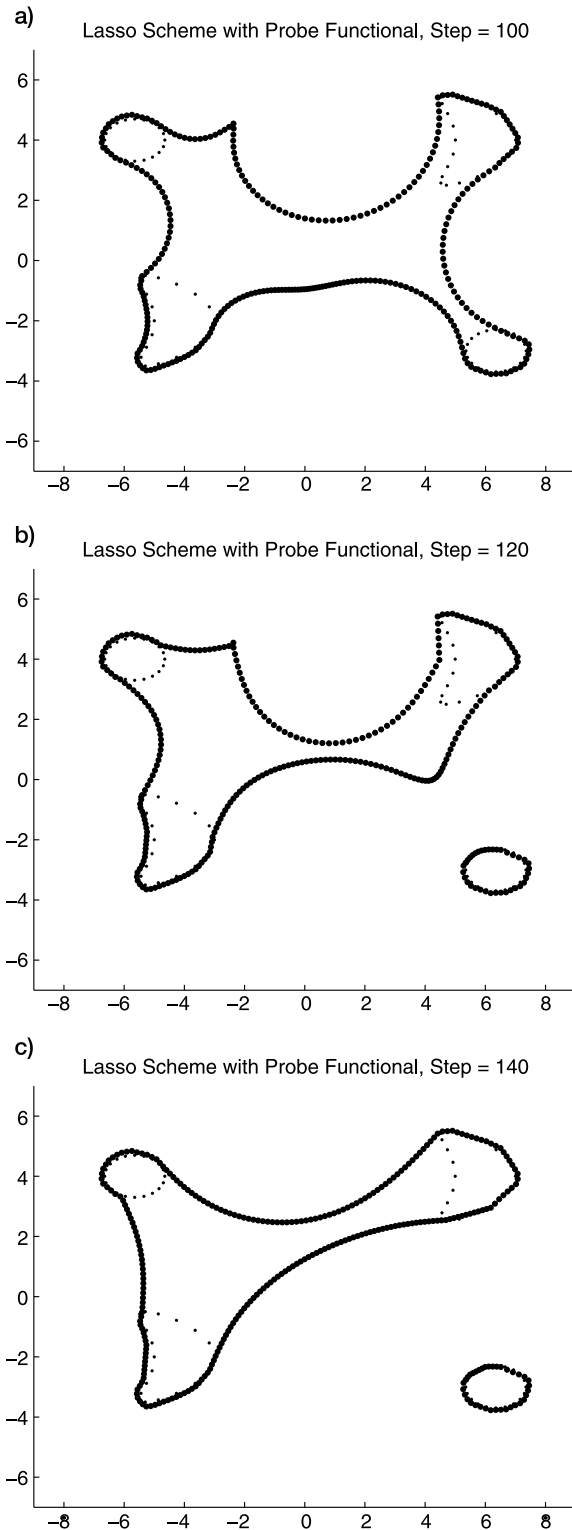 a)
Lasso Scheme with Probe Functional, Step = 100
6
4
2
0
−2
−4
−6
−8 −6 −4 −2 0 2 4 6 8
b)
Lasso Scheme with Probe Functional, Step = 120
6
4
2
0
−2
−4
−6
−8 −6 −4 −2 0 2 4 6 8
c)
Lasso Scheme with Probe Functional, Step = 140
6
4
2
0
−2
−4
−6
−8 −6 −4 −2 0 2 4 6 8